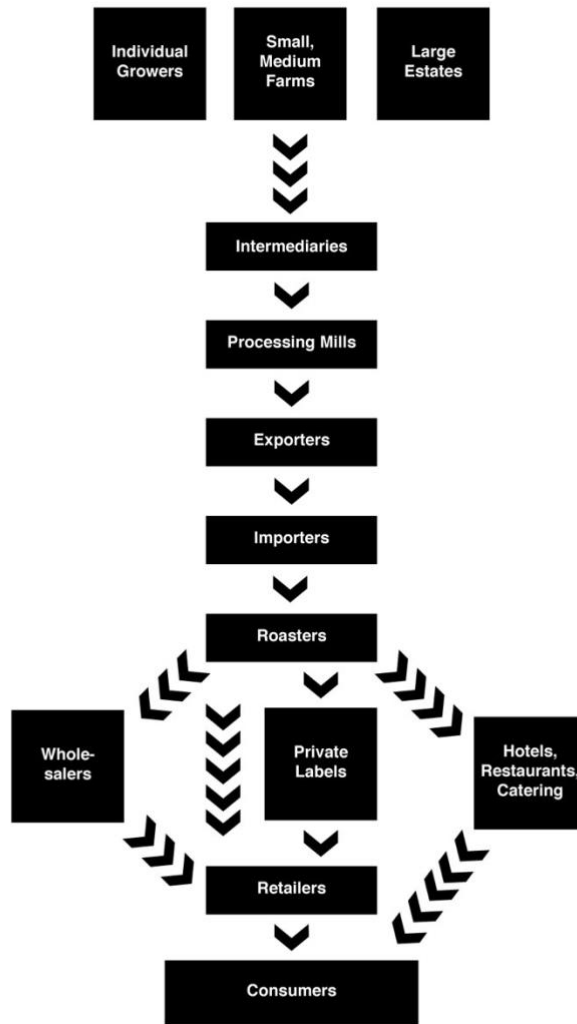 Individual
Growers
Small,
Medium
Farms
Large
Estates
Intermediaries
Processing Mills
Exporters
Importers
Roasters
Whole-
salers
Private
Labels
Hotels,
Restaurants,
Catering
Retailers
Consumers